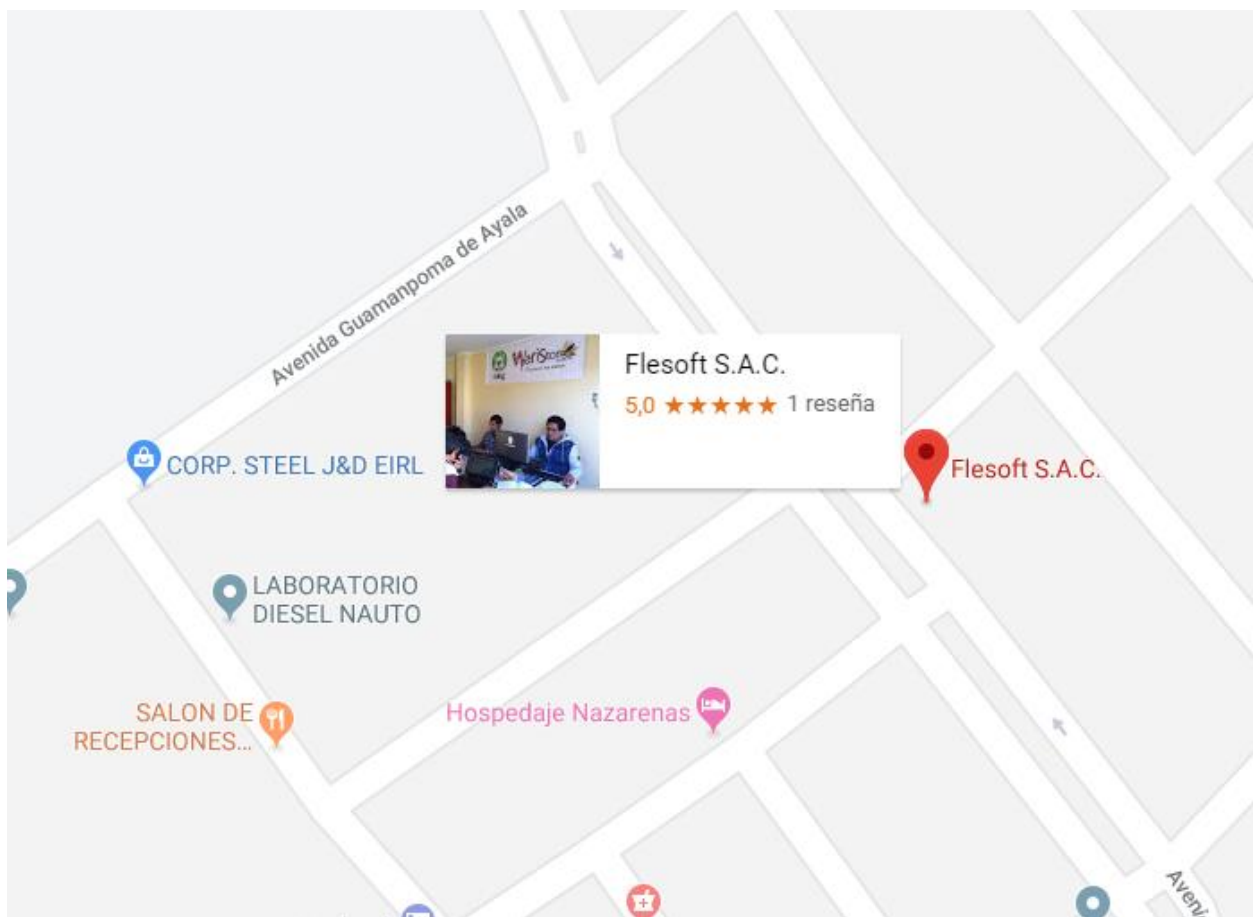 Avenida Guamanpoma de Ayala
WariStore
Flesoft S.A.C.
5,0 ★★★★★ 1 reseña
CORP. STEEL J&D EIRL
Flesoft S.A.C.
LABORATORIO
DIESEL NAUTO
SALON DE
RECEPCIONES...
Hospedaje Nazarenas